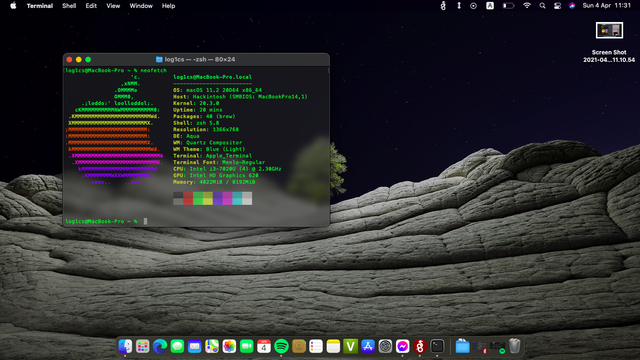 Terminal Shell Edit View Window Help
A
Sun 4 Apr 11:31
Screen Shot
2021-04...11.10.54
log1cs — -zsh — 80×24
log1cs@MacBook-Pro ~ % neofetch
log1cs@MacBook-Pro.local
OS: macOS 11.2 20D64 x86_64
Host: Hackintosh (SMBIOS: MacBookPro14,1)
Kernel: 20.3.0
Uptime: 20 mins
Packages: 48 (brew)
Shell: zsh 5.8
Resolution: 1366x768
DE: Aqua
WM: Quartz Compositor
WM Theme: Blue (Light)
Terminal: Apple_Terminal
Terminal Font: Menlo-Regular
CPU: Intel i3-7020U (4) @ 2.30GHz
GPU: Intel HD Graphics 620
Memory: 4022MiB / 8192MiB
log1cs@MacBook-Pro ~ %
4
V